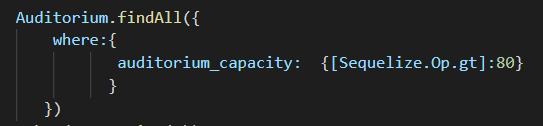 Auditorium.findAll({
where:{
auditorium_capacity: {[Sequelize.Op.gt]:80}
}
})